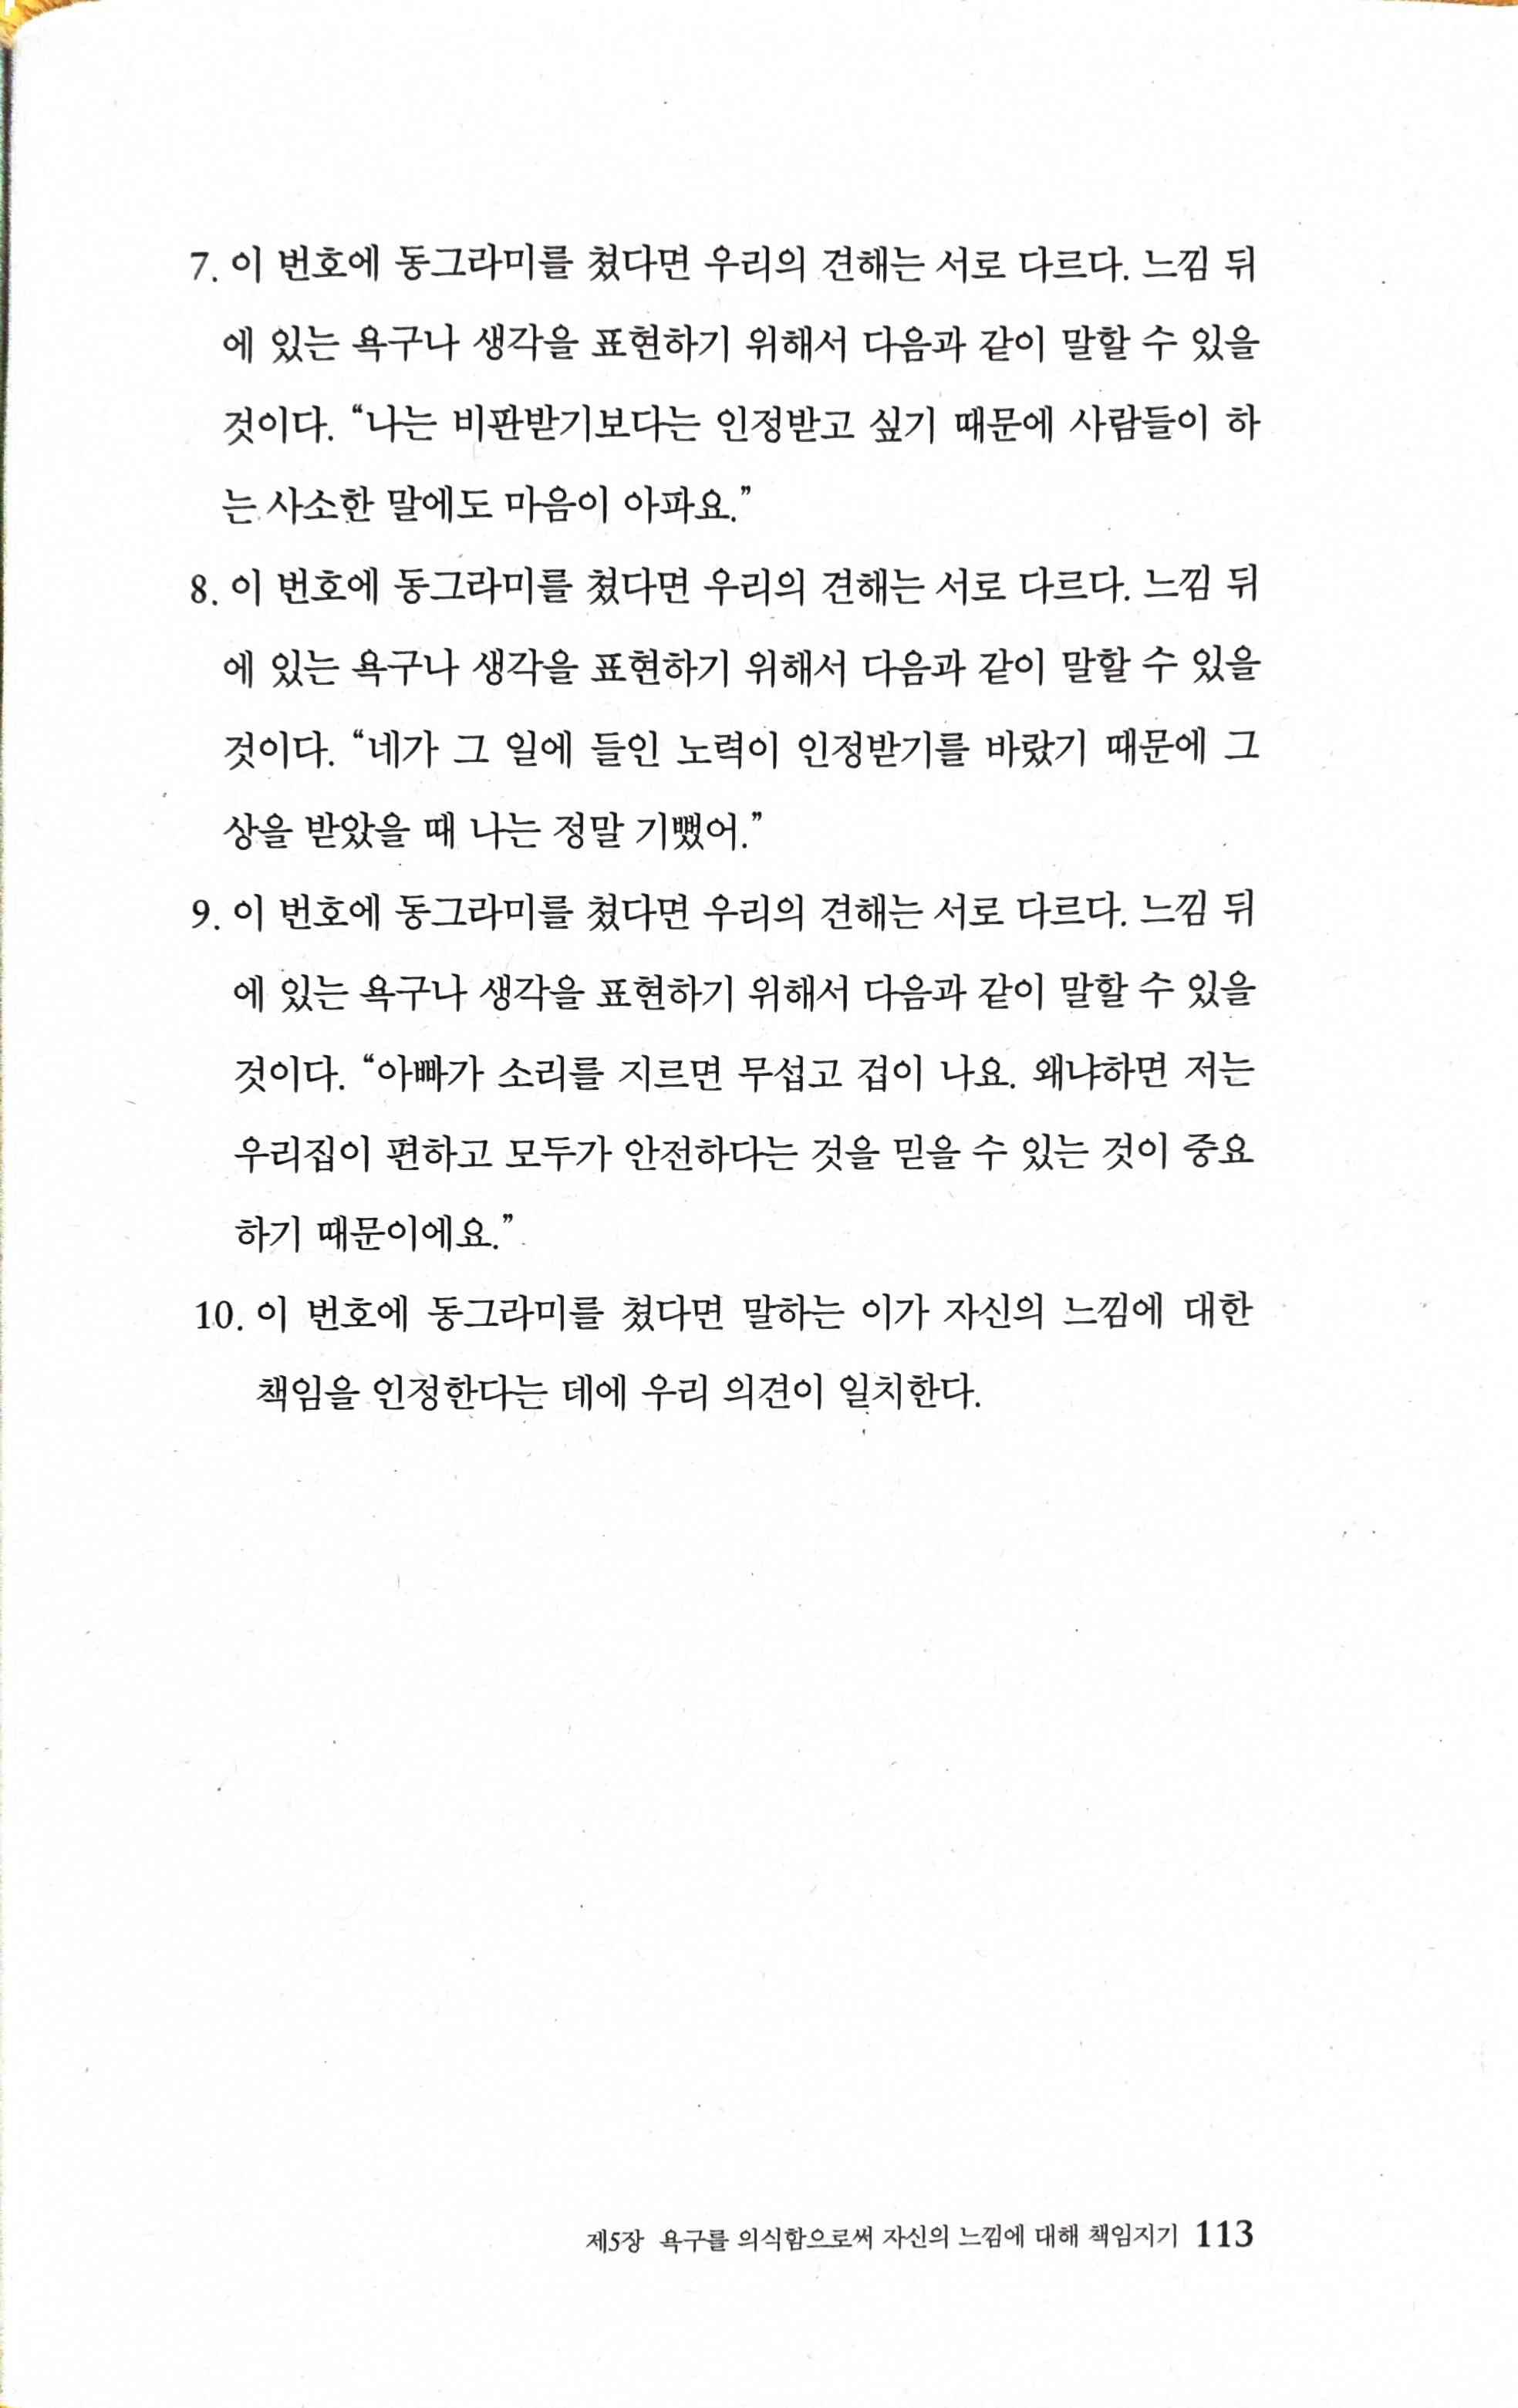 7. 이 번호에 동그라미를 쳤다면 우리의 견해는 서로 다르다. 느낌 뒤
에 있는 욕구나 생각을 표현하기 위해서 다음과 같이 말할 수 있을
것이다. “나는 비판받기보다는 인정받고 싶기 때문에 사람들이 하
는 사소한 말에도 마음이 아파요.”
8. 이 번호에 동그라미를 쳤다면 우리의 견해는 서로 다르다. 느낌 뒤
에 있는 욕구나 생각을 표현하기 위해서 다음과 같이 말할 수 있을
것이다. “네가 그 일에 들인 노력이 인정받기를 바랐기 때문에 그
상을 받았을 때 나는 정말 기뻤어.”
9. 이 번호에 동그라미를 쳤다면 우리의 견해는 서로 다르다. 느낌 뒤
에 있는 욕구나 생각을 표현하기 위해서 다음과 같이 말할 수 있을
것이다. “아빠가 소리를 지르면 무섭고 겁이 나요. 왜냐하면 저는
우리집이 편하고 모두가 안전하다는 것을 믿을 수 있는 것이 중요
하기 때문이에요.”
10. 이 번호에 동그라미를 쳤다면 말하는 이가 자신의 느낌에 대한
책임을 인정한다는 데에 우리 의견이 일치한다.
제5장 욕구를 의식함으로써 자신의 느낌에 대해 책임지기 113